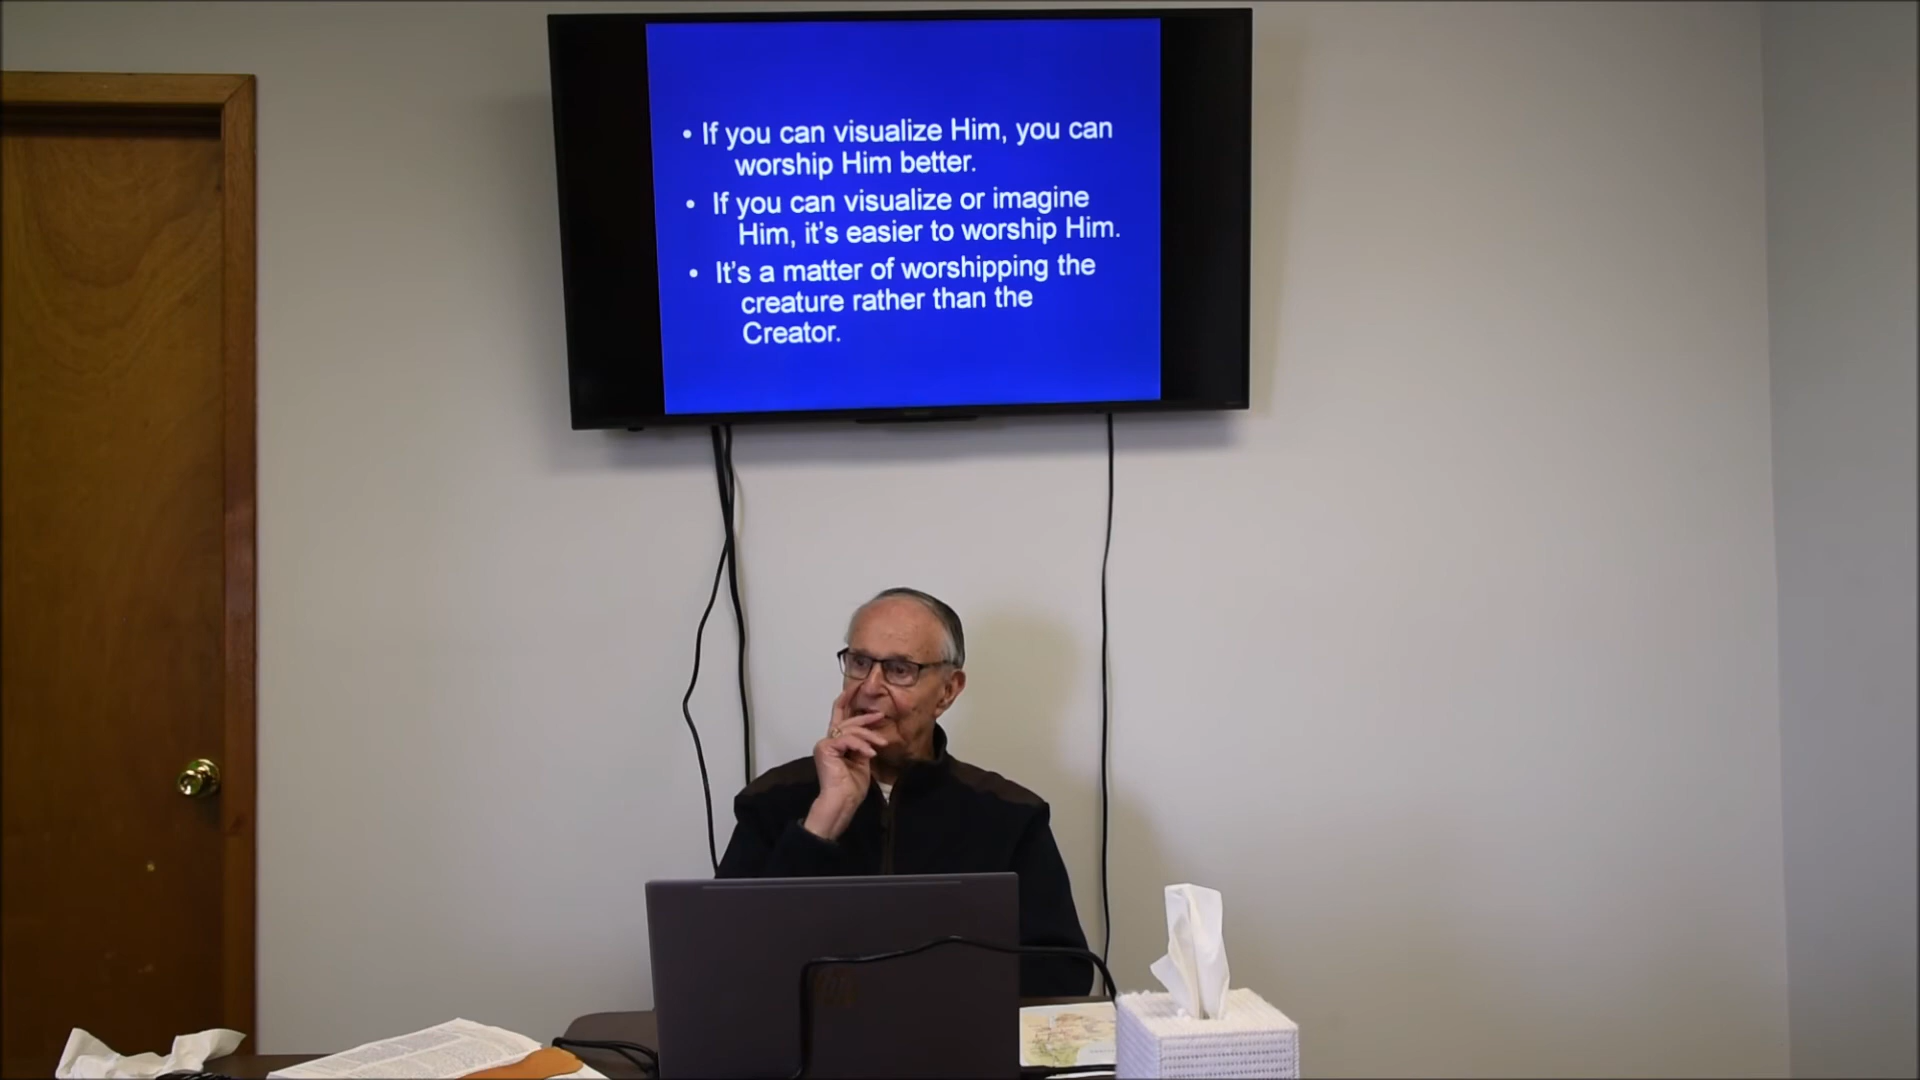 • If you can visualize Him, you can
worship Him better.
• If you can visualize or imagine
Him, it's easier to worship Him.
• It's a matter of worshipping the
creature rather than the
Creator.